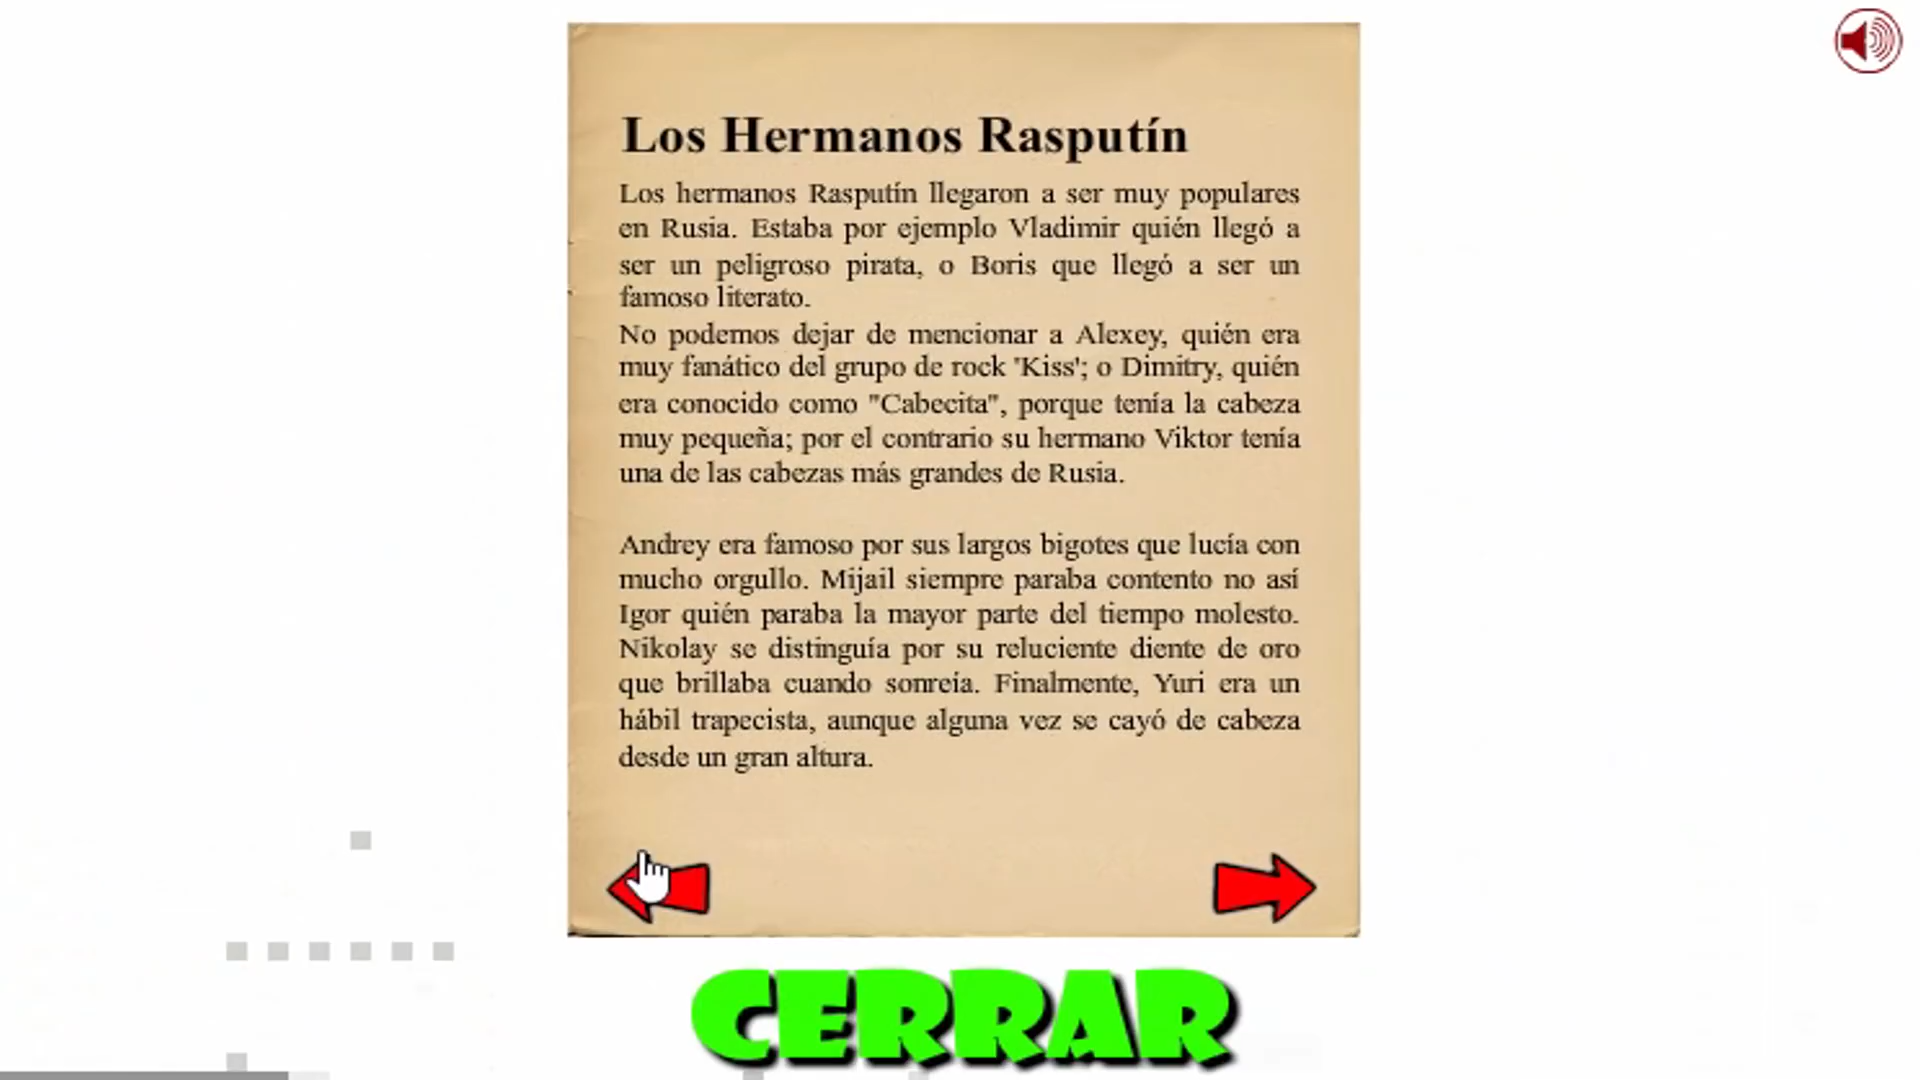 Los Hermanos Rasputín
Los hermanos Rasputín llegaron a ser muy populares
en Rusia. Estaba por ejemplo Vladimir quién llegó a
ser un peligroso pirata, o Boris que llegó a ser un
famoso literato.
No podemos dejar de mencionar a Alexey, quién era
muy fanático del grupo de rock 'Kiss'; o Dimitry, quién
era conocido como "Cabecita", porque tenía la cabeza
muy pequeña; por el contrario su hermano Viktor tenía
una de las cabezas más grandes de Rusia.
Andrey era famoso por sus largos bigotes que lucía con
mucho orgullo. Mijail siempre paraba contento no así
Igor quién paraba la mayor parte del tiempo molesto.
Nikolay se distinguía por su reluciente diente de oro
que brillaba cuando sonreía. Finalmente, Yuri era un
hábil trapecista, aunque alguna vez se cayó de cabeza
desde un gran altura.
CERRAR